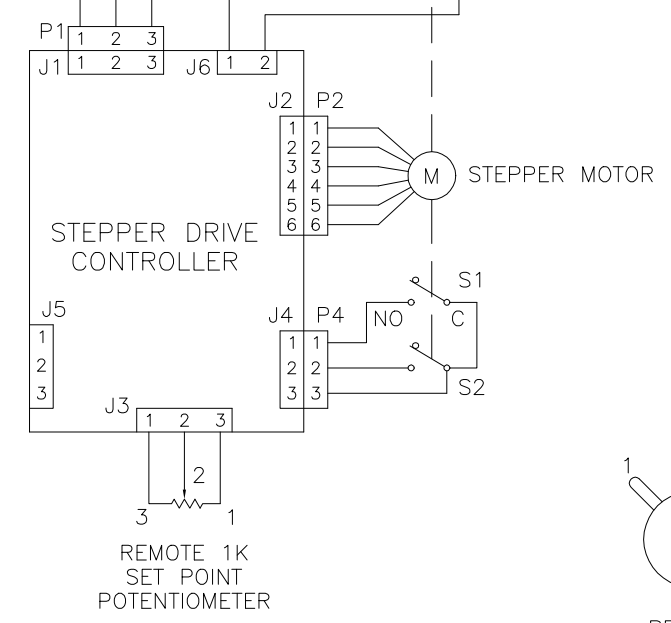 P1
1 2 3
J1 1 2 3
J6 1 2
J2 P2
1 1
2 2
3 3
4 4
5 5
6 6
M
STEPPER MOTOR
STEPPER DRIVE
CONTROLLER
S1
NO C
J5
1
2
3
J4 P4
1 1
2 2
3 3
S2
J3
1 2 3
2
3 1
REMOTE 1K
SET POINT
POTENTIOMETER
1